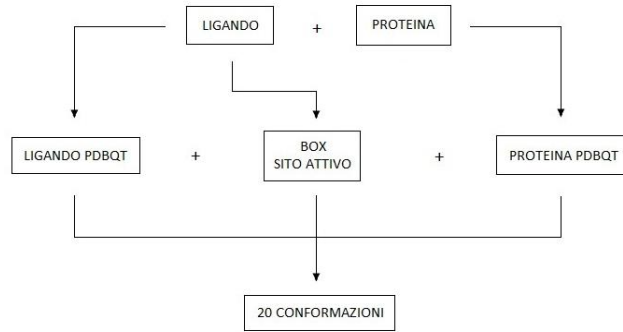 LIGANDO + PROTEINA
LIGANDO PDBQT + BOX SITO ATTIVO + PROTEINA PDBQT
20 CONFORMAZIONI